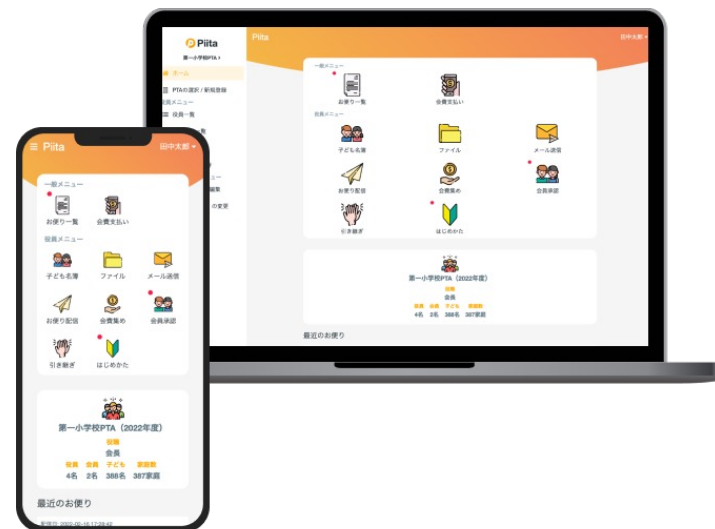 Piita
第一小学校PTA ›
ホーム
PTAの選択 / 新規登録
役員メニュー
役員一覧
Piita
田中太郎
一般メニュー
お便り一覧
会費支払い
役員メニュー
子ども名簿
ファイル
メール送信
お便り配信
会費集め
会員承認
引き継ぎ
はじめかた
第一小学校PTA（2022年度）
役職
会員
役員 会員 子ども 家庭数
4名 2名 388名 387家庭
最近のお便り
Piita
田中太郎
一般メニュー
お便り一覧
会費支払い
役員メニュー
子ども名簿
ファイル
メール送信
お便り配信
会費集め
会員承認
引き継ぎ
はじめかた
第一小学校PTA（2022年度）
役職
会員
役員 会員 子ども 家庭数
4名 2名 388名 387家庭
最近のお便り